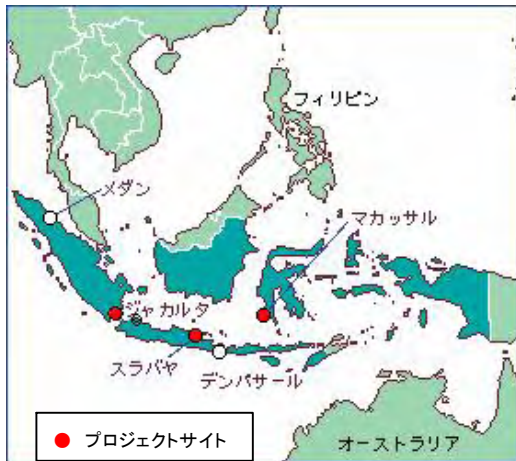 フィリピン
メダン
マカッサル
ジャカルタ
スラバヤ
デンパサール
プロジェクトサイト
オーストラリア